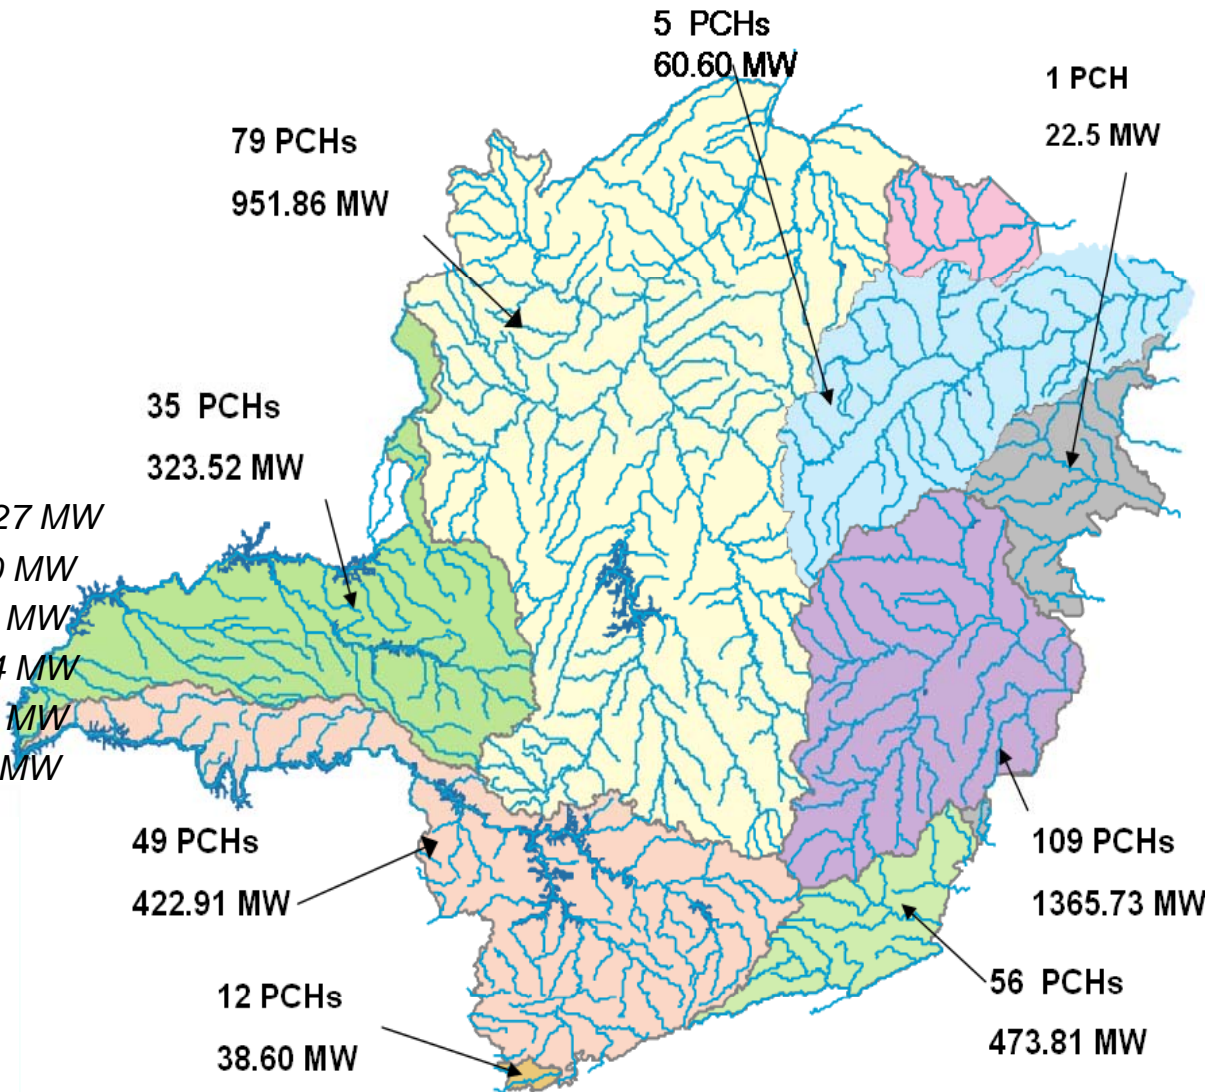 5 PCHs
60.60 MW
1 PCH
22.5 MW
79 PCHs
951.86 MW
35 PCHs
323.52 MW
27 MW
MW
MW
4 MW
MW
MW
49 PCHs
422.91 MW
109 PCHs
1365.73 MW
12 PCHs
38.60 MW
56 PCHs
473.81 MW